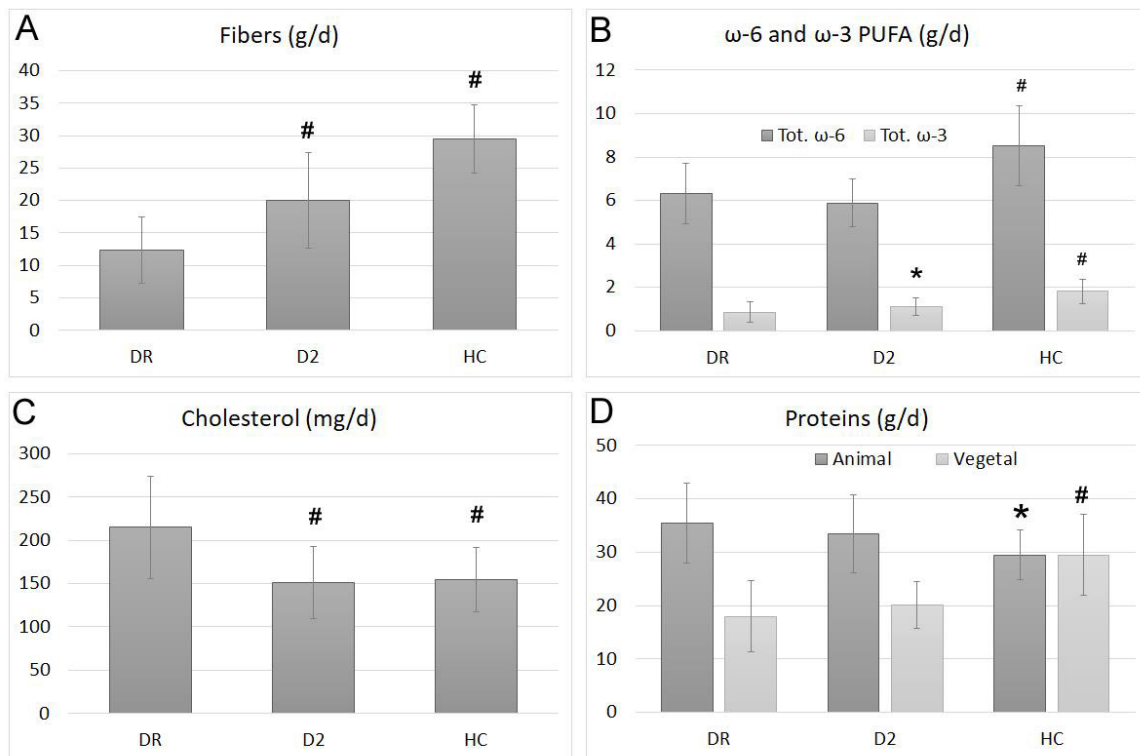 A
Fibers (g/d)
40
35
30
25
20
15
10
5
0
#
#
DR D2 HC
B
ω-6 and ω-3 PUFA (g/d)
12
10
8
6
4
2
0
Tot. ω-6 Tot. ω-3
#
*
#
DR D2 HC
C
Cholesterol (mg/d)
300
250
200
150
100
50
0
# #
DR D2 HC
D
Proteins (g/d)
50
40
30
20
10
0
Animal Vegetal
* #
DR D2 HC